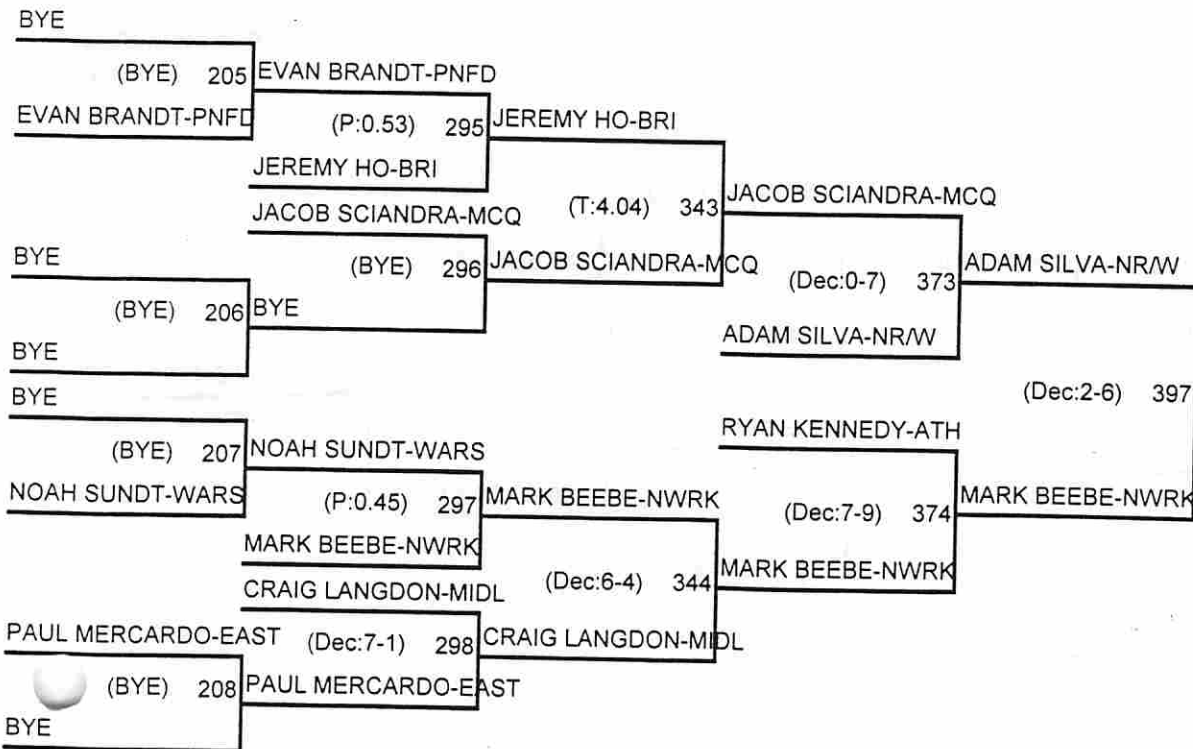 BYE
(BYE) 205 EVAN BRANDT-PNFD
EVAN BRANDT-PNFD (P:0.53) 295 JEREMY HO-BRI
JEREMY HO-BRI
JACOB SCIANDRA-MCQ (T:4.04) 343 JACOB SCIANDRA-MCQ
BYE (BYE) 296 JACOB SCIANDRA-MCQ (Dec:0-7) 373 ADAM SILVA-NR/W
(BYE) 206 BYE
BYE ADAM SILVA-NR/W
BYE (Dec:2-6) 397
(BYE) 207 NOAH SUNDT-WARS RYAN KENNEDY-ATH
NOAH SUNDT-WARS (P:0.45) 297 MARK BEEBE-NWRK (Dec:7-9) 374 MARK BEEBE-NWRK
MARK BEEBE-NWRK
CRAIG LANGDON-MIDL (Dec:6-4) 344 MARK BEEBE-NWRK
PAUL MERCARDO-EAST (Dec:7-1) 298 CRAIG LANGDON-MIDL
(BYE) 208 PAUL MERCARDO-EAST
BYE